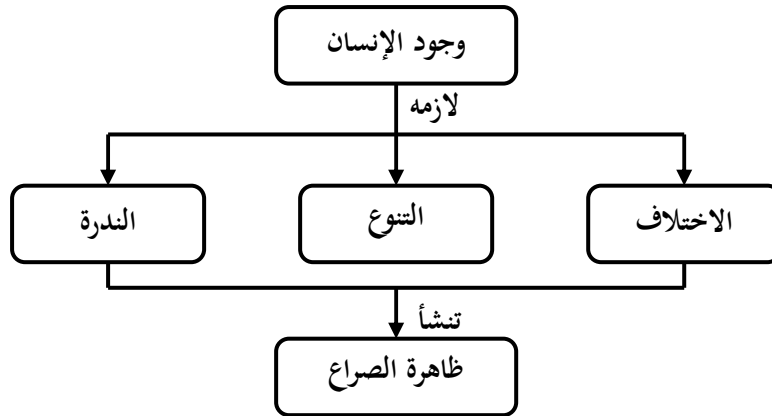 وجود الإنسان
لازمه
الاختلاف
التنوع
الندرة
تنشأ
ظاهرة الصراع